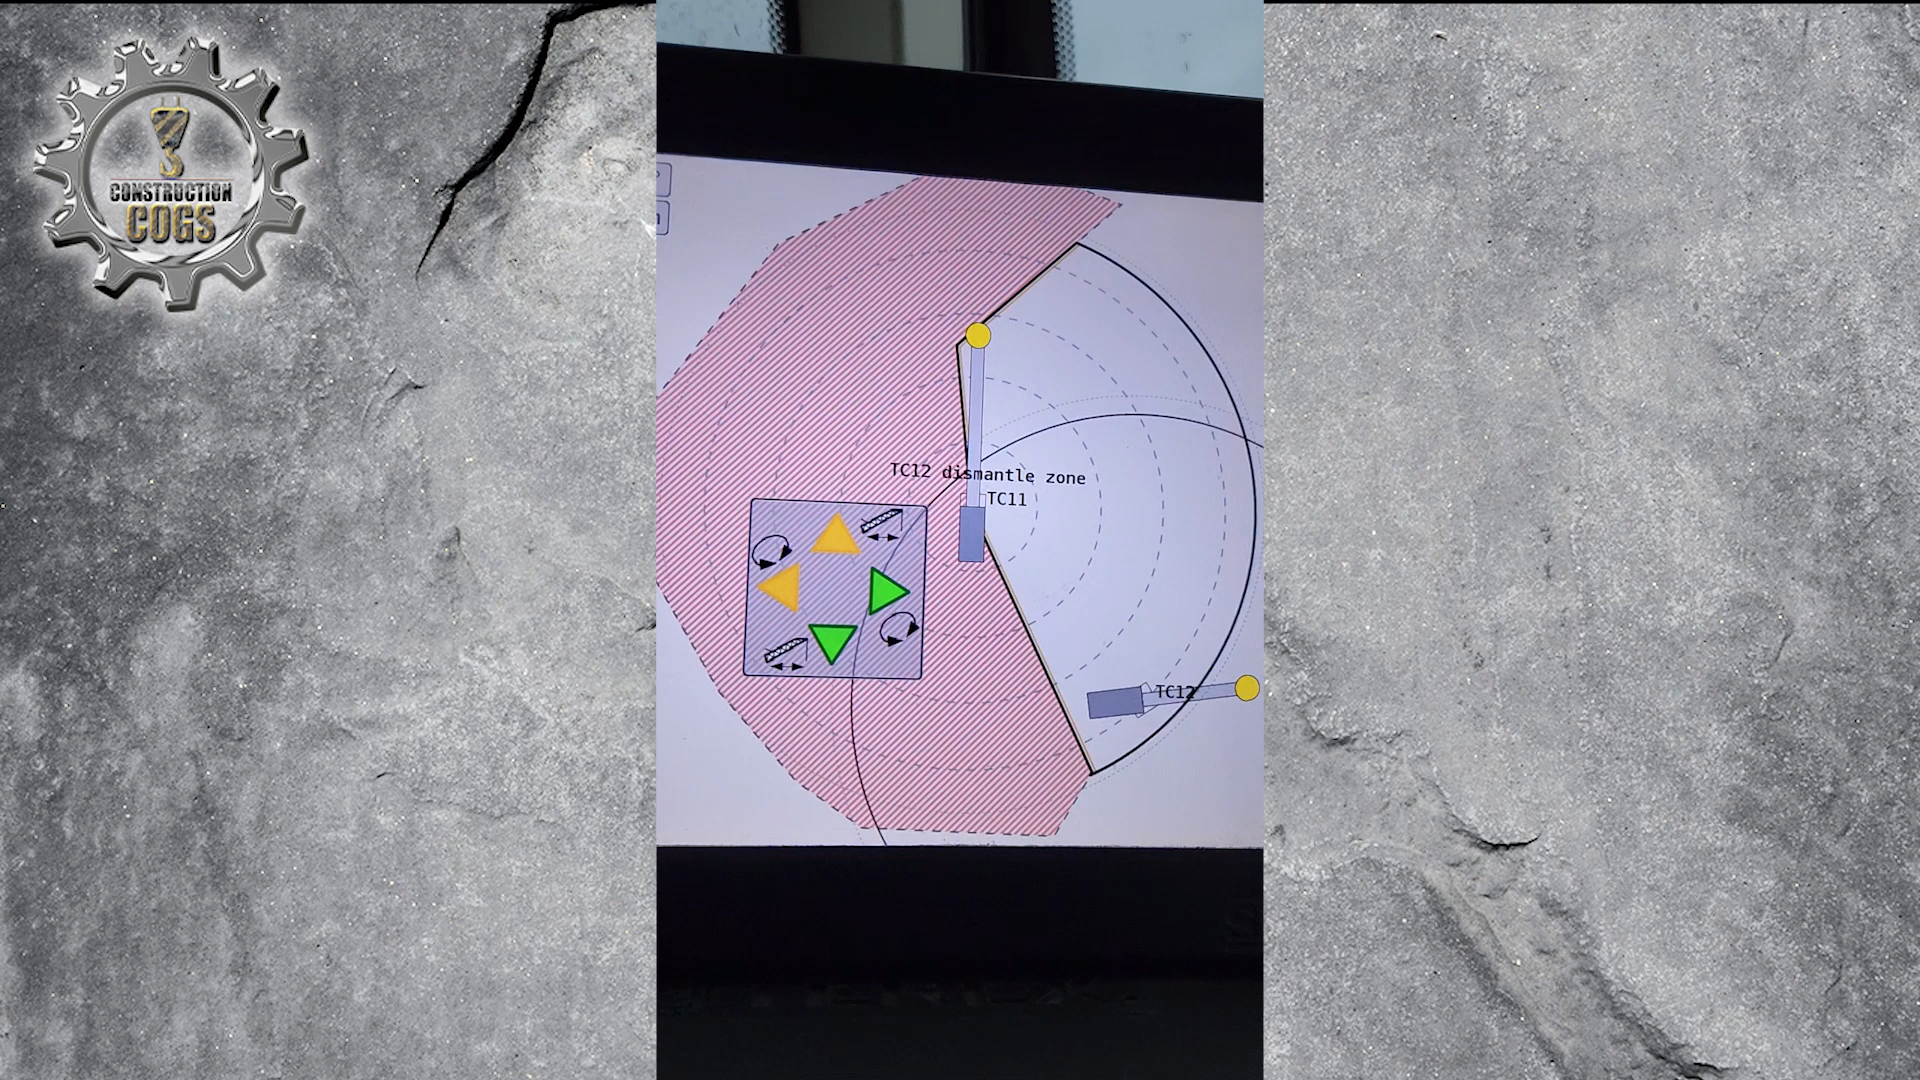 CONSTRUCTION
COGS
TC12 dismantle zone
TC11
TC12